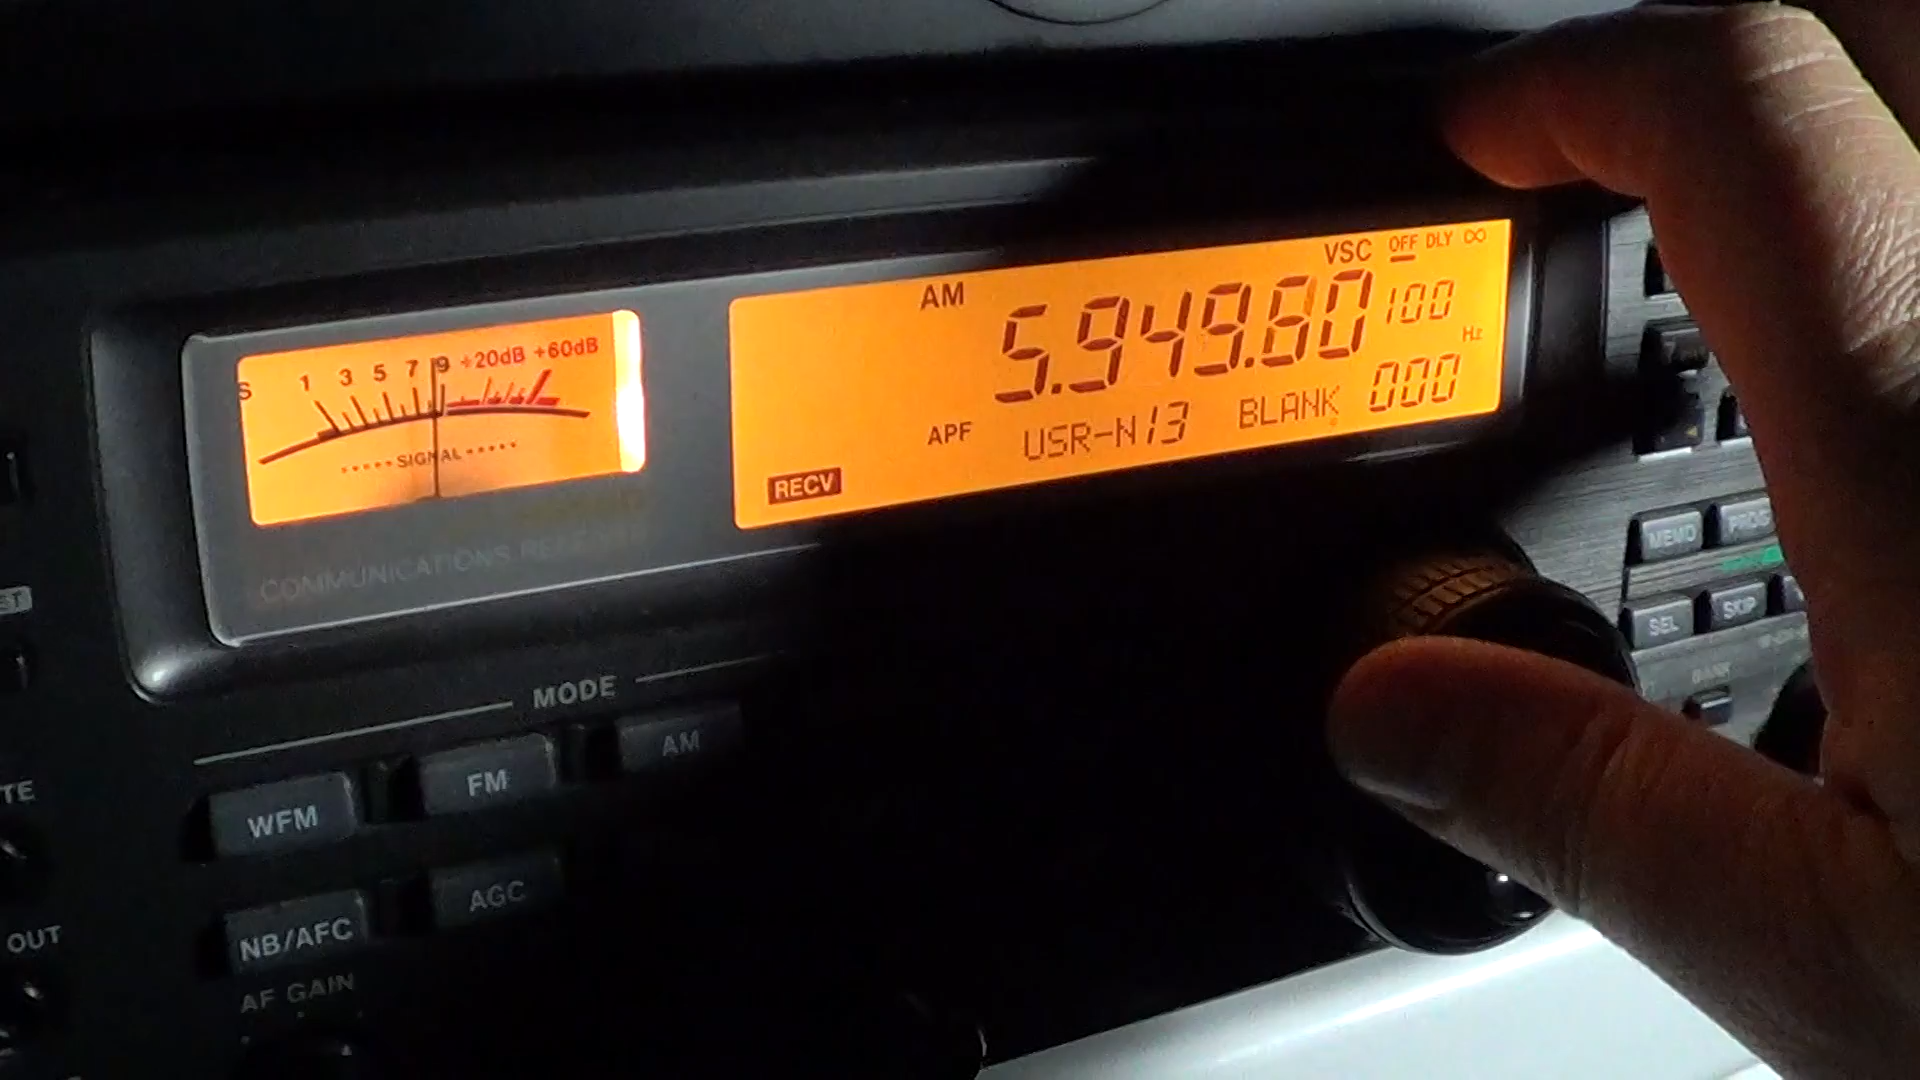 VSC OFF DLY ∞
AM 5.949.60 100
Hz
APF USR-N13 BLANK 000
RECV
S 1 3 5 7 9 +20dB +60dB
SIGNAL
COMMUNICATIONS
MODE
WFM FM AM
NB/AFC AGC
AF GAIN
OUT
MEMO
SEL SKIP
BANK